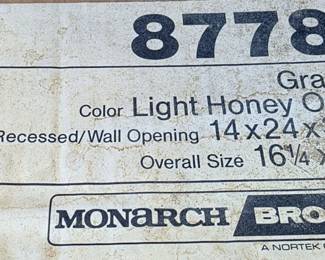 8778
Gra
Color Light Honey O
Recessed/Wall Opening 14x24x
Overall Size 16¼ x
MONARCH BRO
A NORTEK